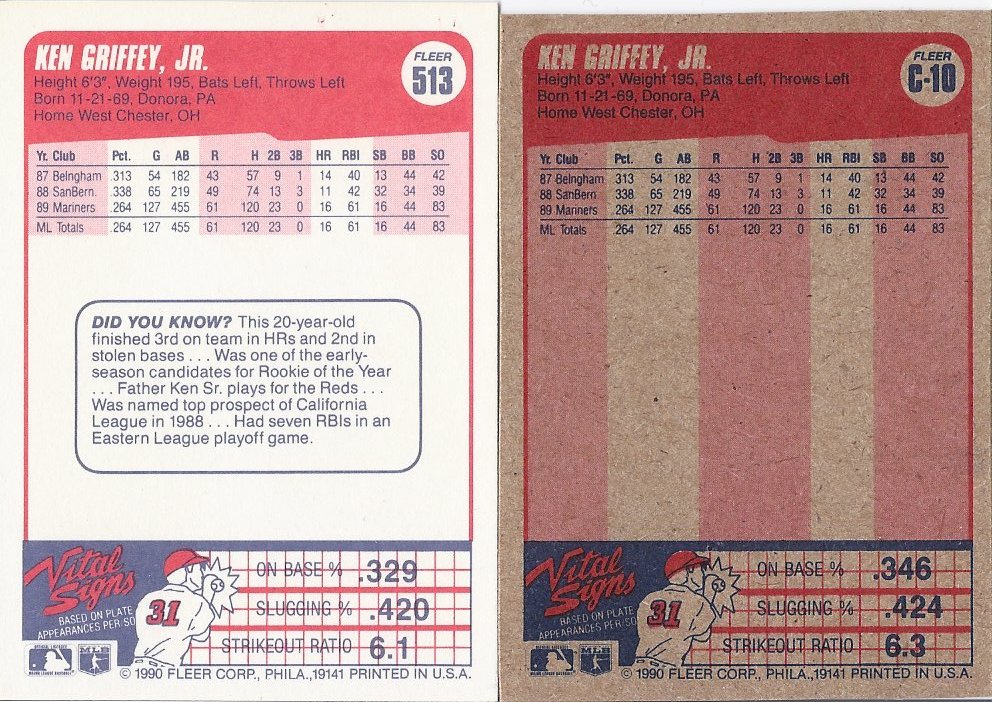 KEN GRIFFEY, JR.
FLEER
513
Height 6'3", Weight 195, Bats Left, Throws Left
Born 11-21-69, Donora, PA
Home West Chester, OH
Yr. Club Pct. G AB R H 2B 3B HR RBI SB BB SO
87 Belngham .313 54 182 43 57 9 1 14 40 13 44 42
88 SanBern. .338 65 219 49 74 13 3 11 42 32 34 39
89 Mariners .264 127 455 61 120 23 0 16 61 16 44 83
ML Totals .264 127 455 61 120 23 0 16 61 16 44 83
DID YOU KNOW? This 20-year-old
finished 3rd on team in HRs and 2nd in
stolen bases . . . Was one of the early-
season candidates for Rookie of the Year
. . . Father Ken Sr. plays for the Reds . . .
Was named top prospect of California
League in 1988 . . . Had seven RBIs in an
Eastern League playoff game.
Vital
Signs
BASED ON PLATE
APPEARANCES PER SO
31
ON BASE % .329
SLUGGING % .420
STRIKEOUT RATIO 6.1
MLB
© 1990 FLEER CORP., PHILA.,19141 PRINTED IN U.S.A.
KEN GRIFFEY, JR.
FLEER
C-10
Height 6'3", Weight 195, Bats Left, Throws Left
Born 11-21-69, Donora, PA
Home West Chester, OH
Yr. Club Pct. G AB R H 2B 3B HR RBI SB BB SO
87 Belngham .313 54 182 43 57 9 1 14 40 13 44 42
88 SanBern. .338 65 219 49 74 13 3 11 42 32 34 39
89 Mariners .264 127 455 61 120 23 0 16 61 16 44 83
ML Totals .264 127 455 61 120 23 0 16 61 16 44 83
Vital
Signs
BASED ON PLATE
APPEARANCES PER SO
31
ON BASE % .346
SLUGGING % .424
STRIKEOUT RATIO 6.3
MLB
© 1990 FLEER CORP., PHILA.,19141 PRINTED IN U.S.A.